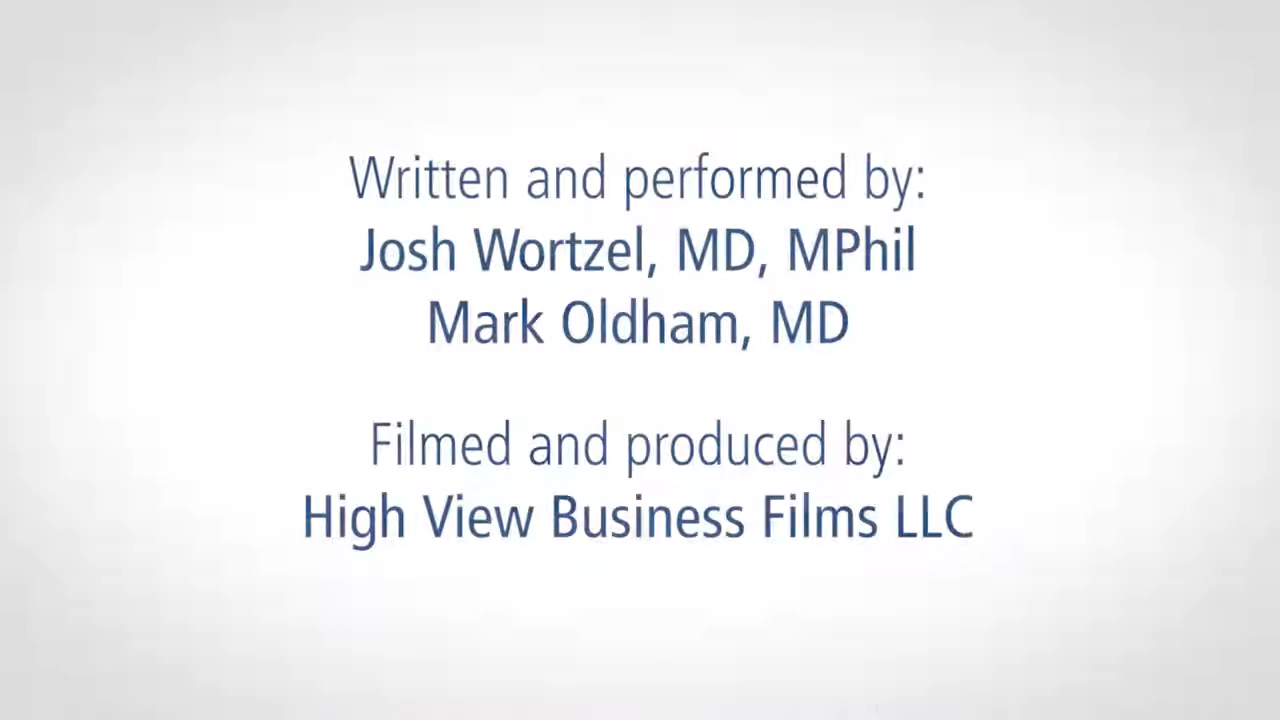 Written and performed by:
Josh Wortzel, MD, MPhil
Mark Oldham, MD
Filmed and produced by:
High View Business Films LLC